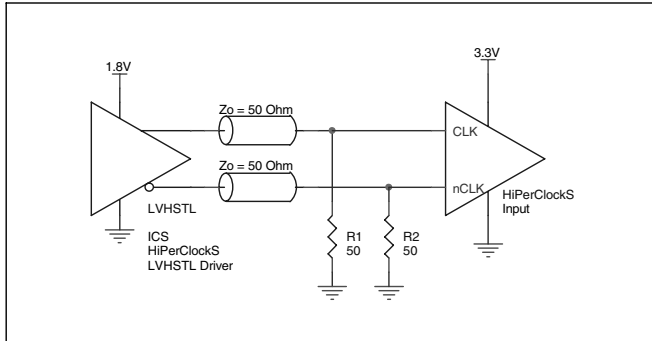 1.8V
3.3V
Zo = 50 Ohm
CLK
Zo = 50 Ohm
nCLK
HiPerClockS
Input
LVHSTL
ICS
HiPerClockS
LVHSTL Driver
R1
50
R2
50